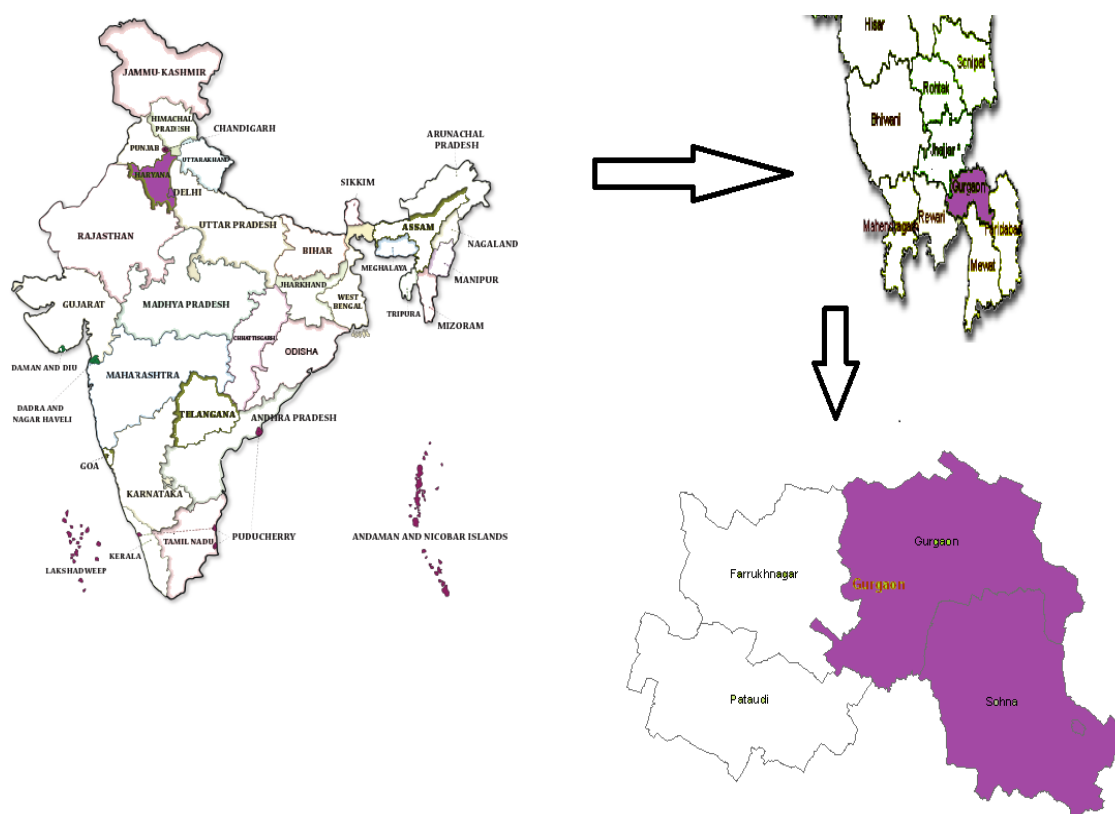 JAMMU-KASHMIR
HIMACHAL
PRADESH
CHANDIGARH
PUNJAB
UTTARAKHAND
HARYANA
DELHI
ARUNACHAL
PRADESH
SIKKIM
RAJASTHAN
UTTAR PRADESH
BIHAR
ASSAM
NAGALAND
MEGHALAYA
MANIPUR
GUJARAT
MADHYA PRADESH
JHARKHAND
WEST
BENGAL
TRIPURA
MIZORAM
CHHATTISGARH
ODISHA
DAMAN AND DIU
MAHARASHTRA
DADRA AND
NAGAR HAVELI
TELANGANA
ANDHRA PRADESH
GOA
KARNATAKA
PUDUCHERRY
ANDAMAN AND NICOBAR ISLANDS
KERALA
TAMIL NADU
LAKSHADWEEP
Hisar
Sonipat
Rohtak
Bhiwani
Jhajjar
Gurgaon
Rewari
Mewat
Gurgaon
Farrukhnagar
Gurgaon
Pataudi
Sohna